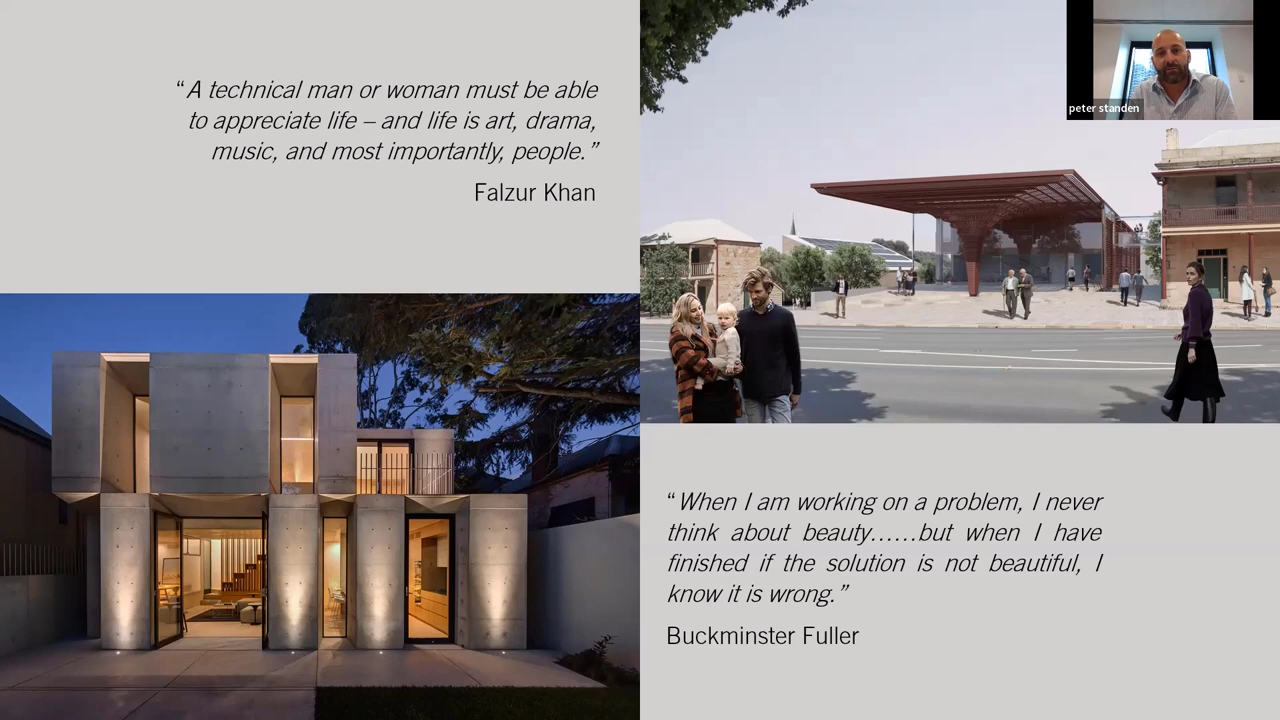 “A technical man or woman must be able
to appreciate life – and life is art, drama,
music, and most importantly, people.”
Falzur Khan
peter standen
“When I am working on a problem, I never
think about beauty......but when I have
finished if the solution is not beautiful, I
know it is wrong.”
Buckminster Fuller